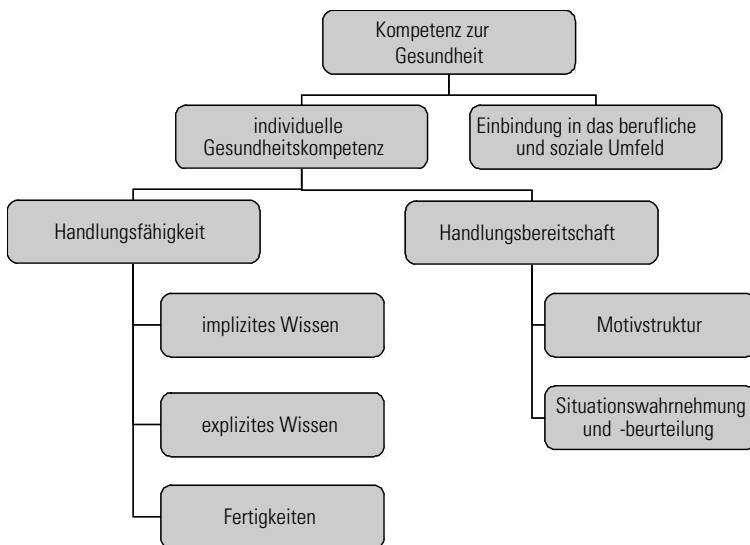 Kompetenz zur
Gesundheit
individuelle
Gesundheitskompetenz
Einbindung in das berufliche
und soziale Umfeld
Handlungsfähigkeit
Handlungsbereitschaft
implizites Wissen
explizites Wissen
Fertigkeiten
Motivstruktur
Situationswahrnehmung
und -beurteilung